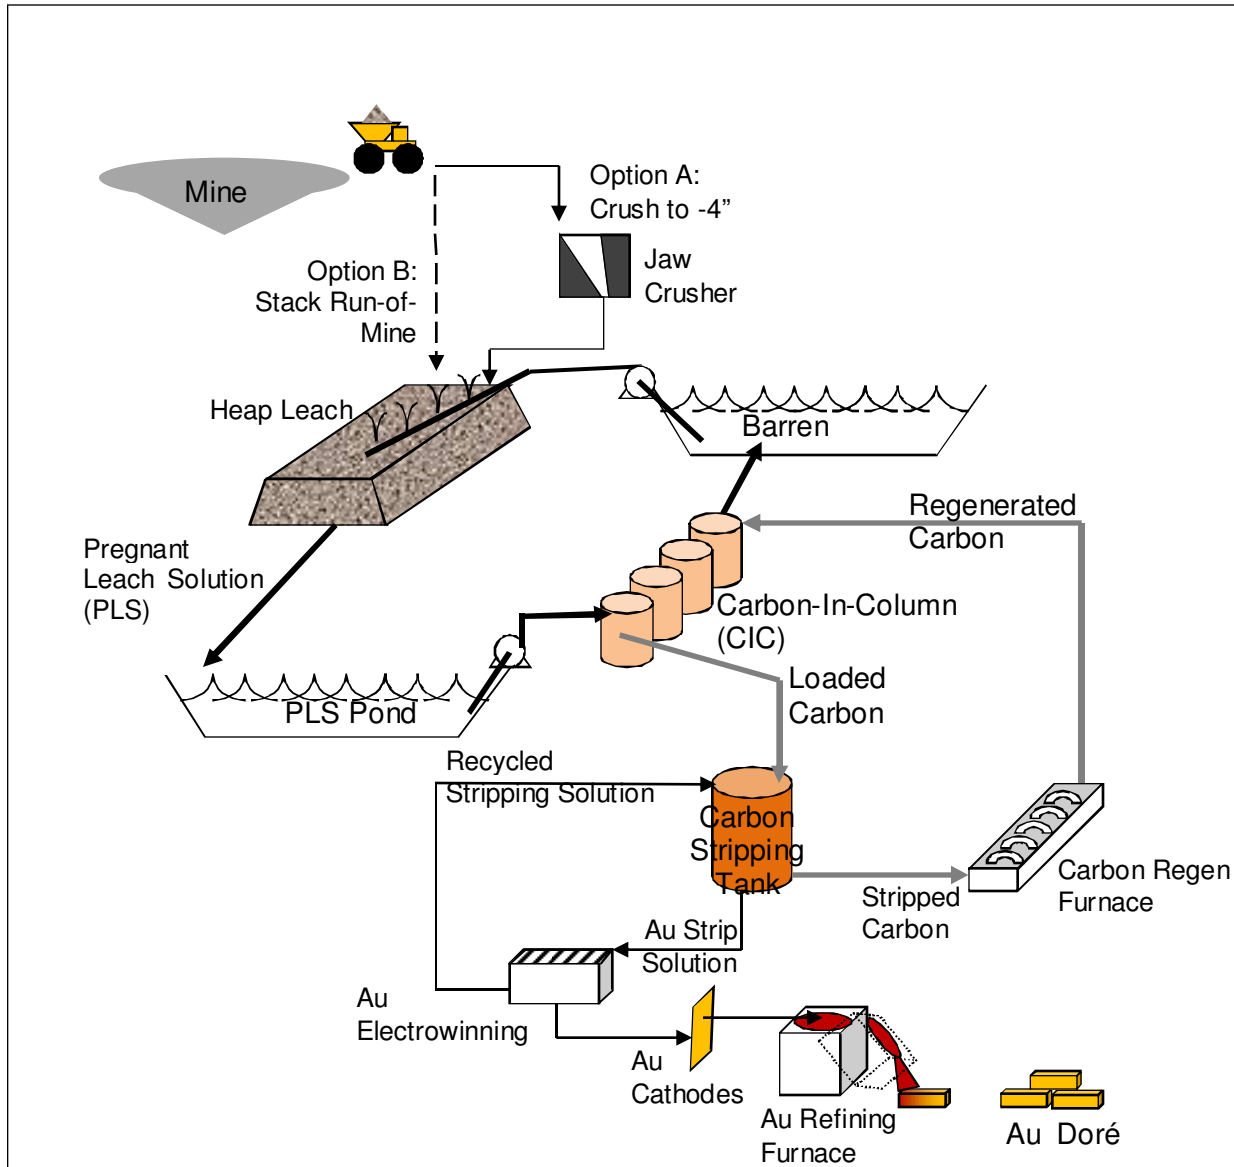 Mine
Option A:
Crush to -4”
Jaw
Crusher
Option B:
Stack Run-of-
Mine
Heap Leach
Barren
Pregnant
Leach Solution
(PLS)
Regenerated
Carbon
Carbon-In-Column
(CIC)
PLS Pond
Loaded
Carbon
Recycled
Stripping Solution
Carbon
Stripping
Tank
Stripped
Carbon
Carbon Regen
Furnace
Au Strip
Solution
Au
Electrowinning
Au
Cathodes
Au Refining
Furnace
Au Doré